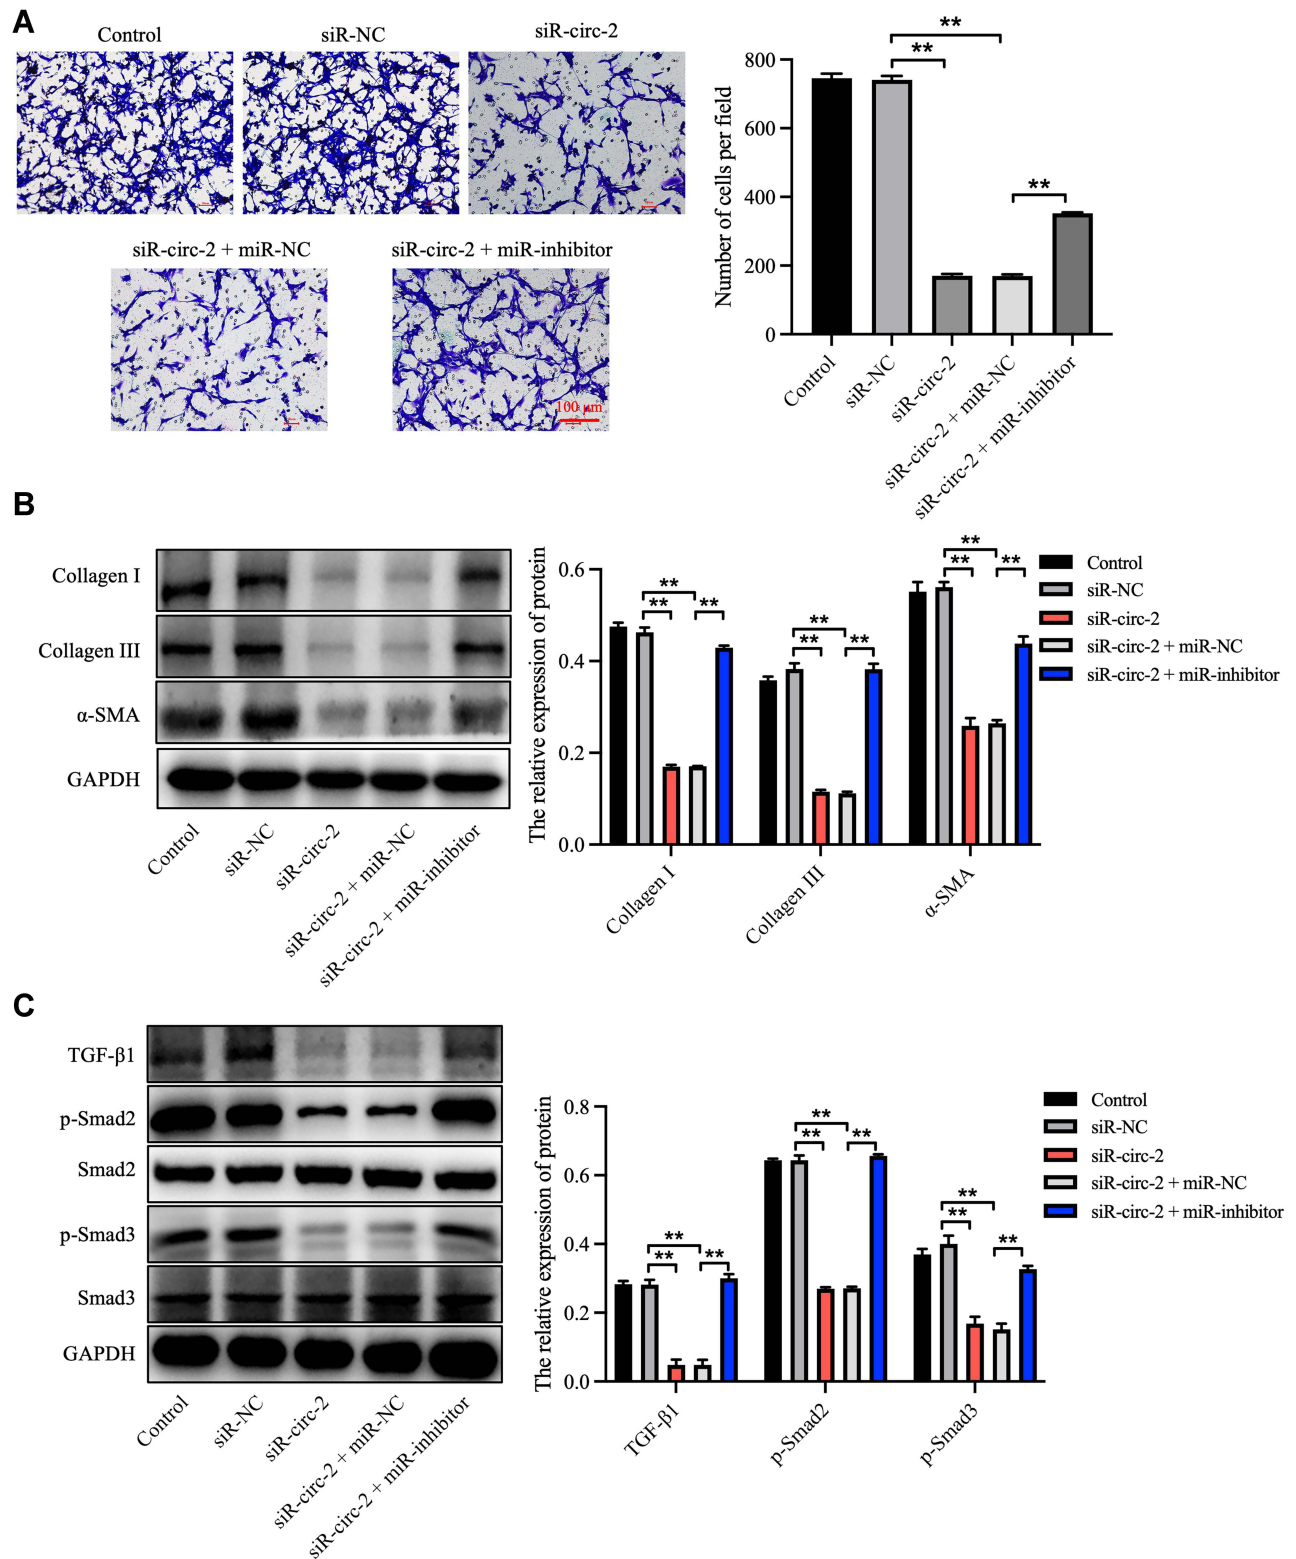 A
Control
siR-NC
siR-circ-2
siR-circ-2 + miR-NC
siR-circ-2 + miR-inhibitor
100 μm
Number of cells per field
800
600
400
200
0
**
**
**
Control
siR-NC
siR-circ-2
siR-circ-2 + miR-NC
siR-circ-2 + miR-inhibitor
B
Collagen I
Collagen III
α-SMA
GAPDH
Control
siR-NC
siR-circ-2
siR-circ-2 + miR-NC
siR-circ-2 + miR-inhibitor
The relative expression of protein
0.6
0.4
0.2
0.0
**
**
**
**
**
**
**
**
**
Collagen I
Collagen III
α-SMA
Control
siR-NC
siR-circ-2
siR-circ-2 + miR-NC
siR-circ-2 + miR-inhibitor
C
TGF-β1
p-Smad2
Smad2
p-Smad3
Smad3
GAPDH
Control
siR-NC
siR-circ-2
siR-circ-2 + miR-NC
siR-circ-2 + miR-inhibitor
The relative expression of protein
0.8
0.6
0.4
0.2
0.0
**
**
**
**
**
**
**
**
**
TGF-β1
p-Smad2
p-Smad3
Control
siR-NC
siR-circ-2
siR-circ-2 + miR-NC
siR-circ-2 + miR-inhibitor